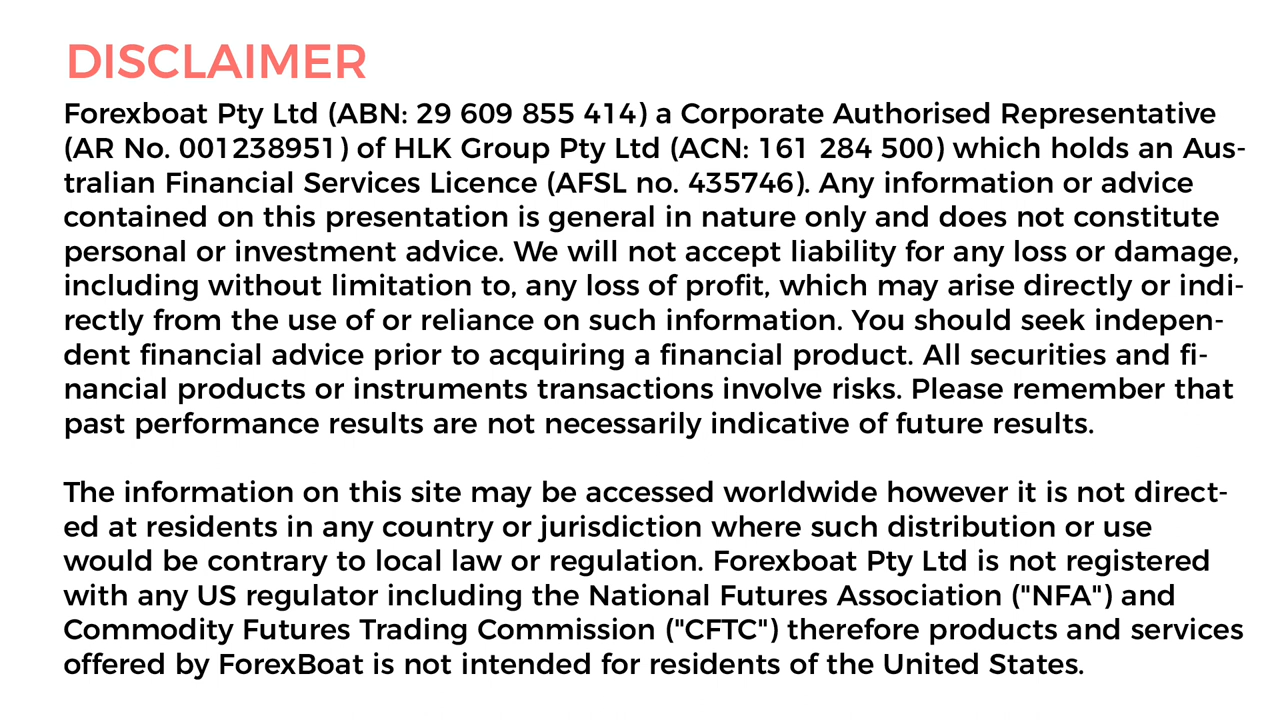 DISCLAIMER
Forexboat Pty Ltd (ABN: 29 609 855 414) a Corporate Authorised Representative
(AR No. 001238951) of HLK Group Pty Ltd (ACN: 161 284 500) which holds an Aus-
tralian Financial Services Licence (AFSL no. 435746). Any information or advice
contained on this presentation is general in nature only and does not constitute
personal or investment advice. We will not accept liability for any loss or damage,
including without limitation to, any loss of profit, which may arise directly or indi-
rectly from the use of or reliance on such information. You should seek indepen-
dent financial advice prior to acquiring a financial product. All securities and fi-
nancial products or instruments transactions involve risks. Please remember that
past performance results are not necessarily indicative of future results.
The information on this site may be accessed worldwide however it is not direct-
ed at residents in any country or jurisdiction where such distribution or use
would be contrary to local law or regulation. Forexboat Pty Ltd is not registered
with any US regulator including the National Futures Association ("NFA") and
Commodity Futures Trading Commission ("CFTC") therefore products and services
offered by ForexBoat is not intended for residents of the United States.